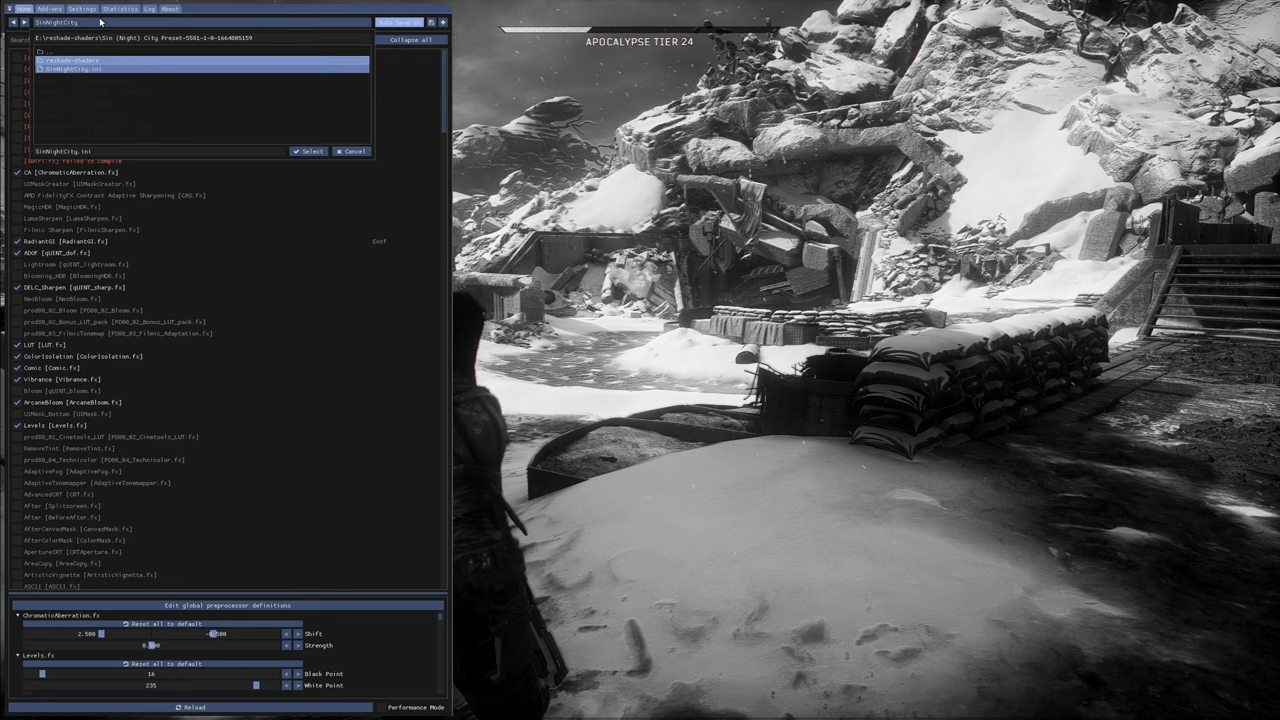 Home Add-ons Settings Statistics Log About
SinNightCity Auto Save on
E:\reshade-shaders\Sin (Night) City Preset-5581-1-0-1664805159
Collapse all
..
reshade-shaders
SinNightCity.ini
SinNightCity.ini Select Cancel
failed to compile
CA [ChromaticAberration.fx]
UIMaskCreator [UIMaskCreator.fx]
AMD FidelityFX Contrast Adaptive Sharpening [CAS.fx]
MagicHDR [MagicHDR.fx]
LumaSharpen [LumaSharpen.fx]
Filmic Sharpen [FilmicSharpen.fx]
RadiantGI [RadiantGI.fx] Entf
ADOF [qUINT_dof.fx]
Lightroom [qUINT_lightroom.fx]
Blooming_HDR [BloomingHDR.fx]
DELC_Sharpen [qUINT_sharp.fx]
NeoBloom [NeoBloom.fx]
prod80_02_Bloom [PD80_02_Bloom.fx]
prod80_02_Bonus_LUT_pack [PD80_02_Bonus_LUT_pack.fx]
prod80_03_FilmicTonemap [PD80_03_Filmic_Adaptation.fx]
LUT [LUT.fx]
ColorIsolation [ColorIsolation.fx]
Comic [Comic.fx]
Vibrance [Vibrance.fx]
Bloom [qUINT_bloom.fx]
ArcaneBloom [ArcaneBloom.fx]
UIMask_Bottom [UIMask.fx]
Levels [Levels.fx]
prod80_02_Cinetools_LUT [PD80_02_Cinetools_LUT.fx]
RemoveTint [RemoveTint.fx]
prod80_04_Technicolor [PD80_04_Technicolor.fx]
AdaptiveFog [AdaptiveFog.fx]
AdaptiveTonemapper [AdaptiveTonemapper.fx]
AdvancedCRT [CRT.fx]
After [Splitscreen.fx]
After [BeforeAfter.fx]
AfterCanvasMask [CanvasMask.fx]
AfterColorMask [ColorMask.fx]
ApertureCRT [CRTAperture.fx]
AreaCopy [AreaCopy.fx]
ArtisticVignette [ArtisticVignette.fx]
ASCII [ASCII.fx]
Edit global preprocessor definitions
ChromaticAberration.fx
Reset all to default
2.500 -0.500 < > Shift
< > Strength
Levels.fx
Reset all to default
16 < > Black Point
235 < > White Point
Reload Performance Mode
APOCALYPSE TIER 24